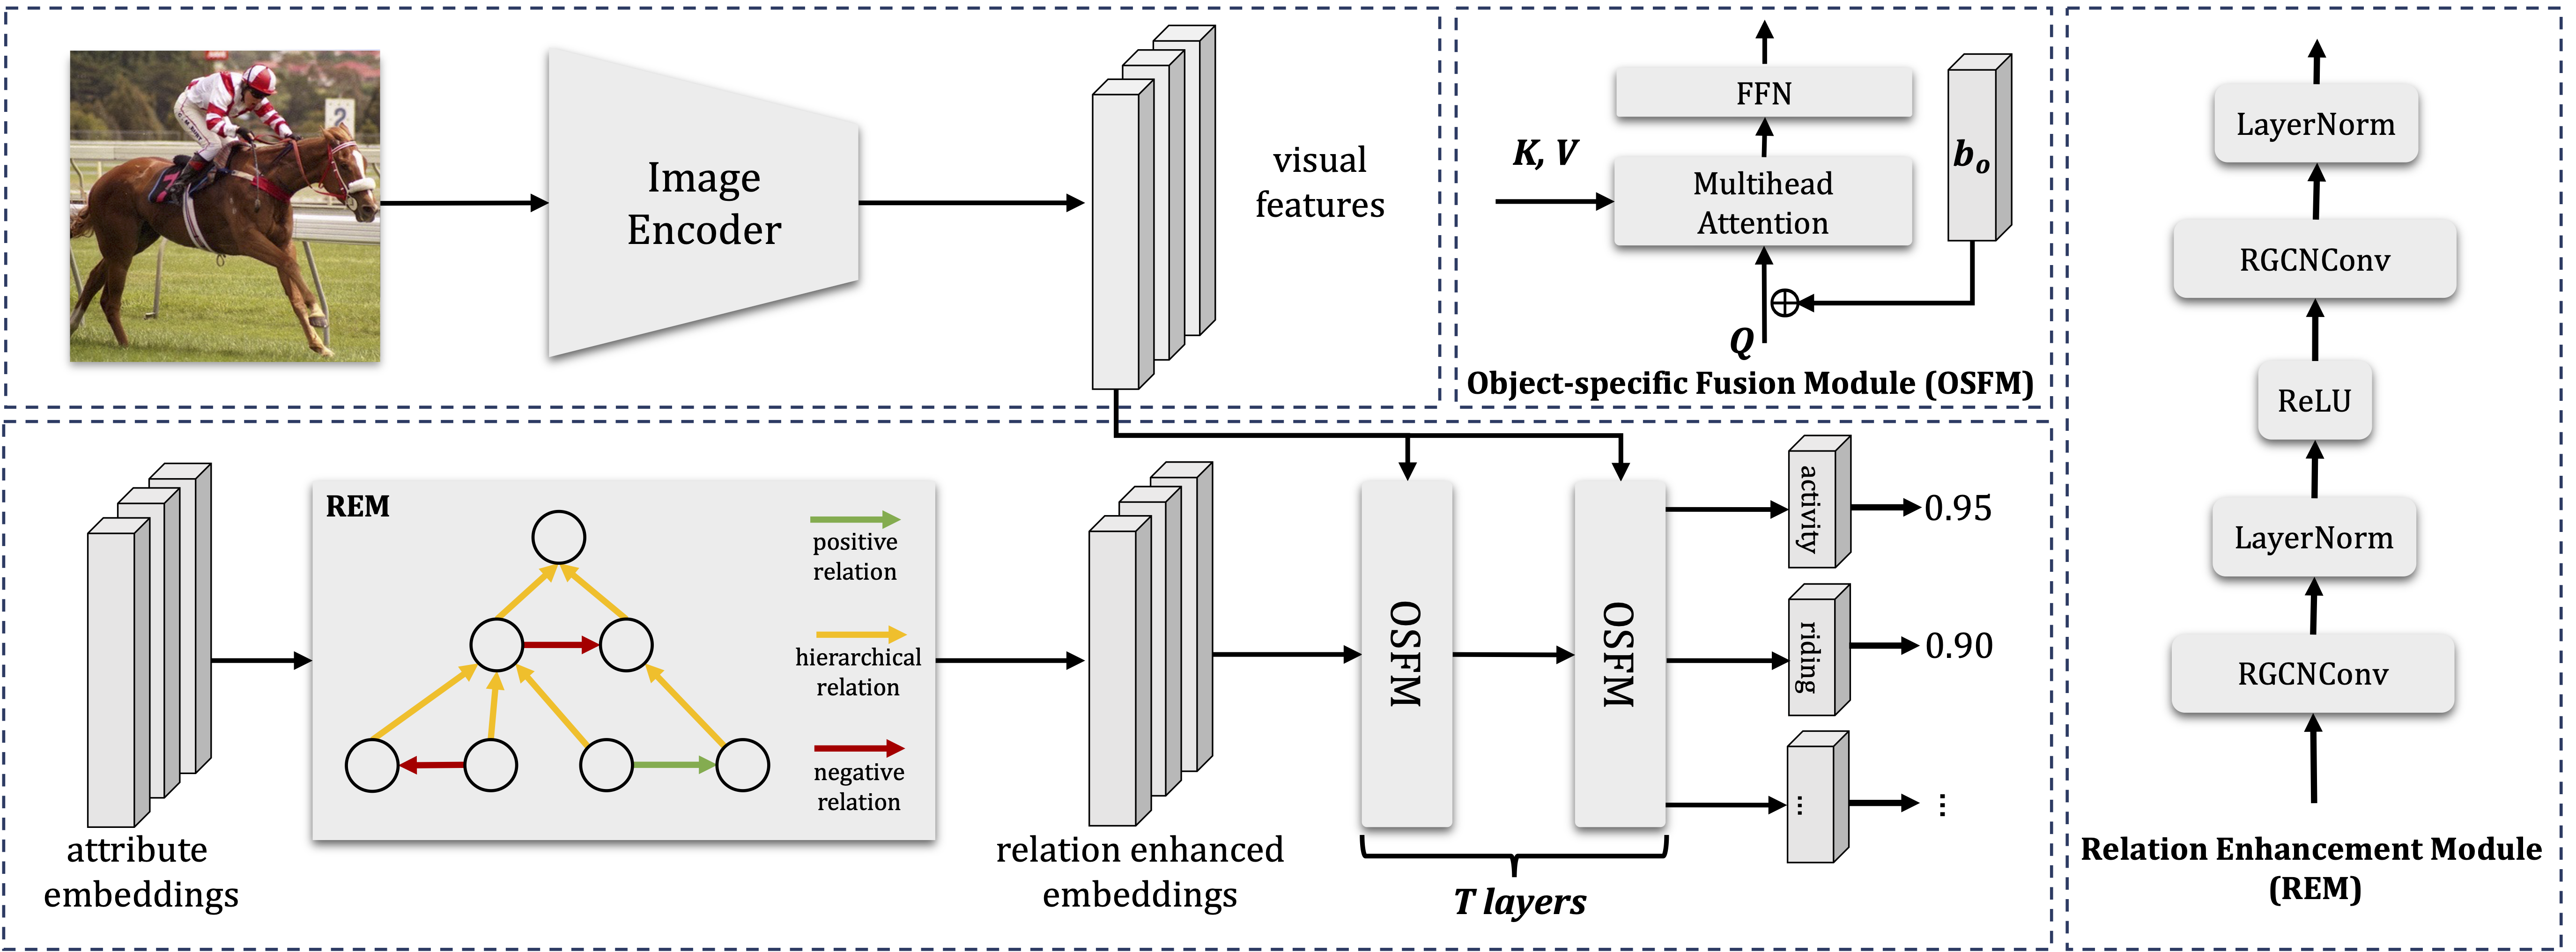 2
Image
Encoder
visual
features
FFN
K, V
Multihead
Attention
b_o
⊕
Q
Object-specific Fusion Module (OSFM)
REM
positive
relation
hierarchical
relation
negative
relation
attribute
embeddings
relation enhanced
embeddings
OSFM
OSFM
T layers
activity
0.95
riding
0.90
...
...
LayerNorm
RGCNConv
ReLU
LayerNorm
RGCNConv
Relation Enhancement Module
(REM)